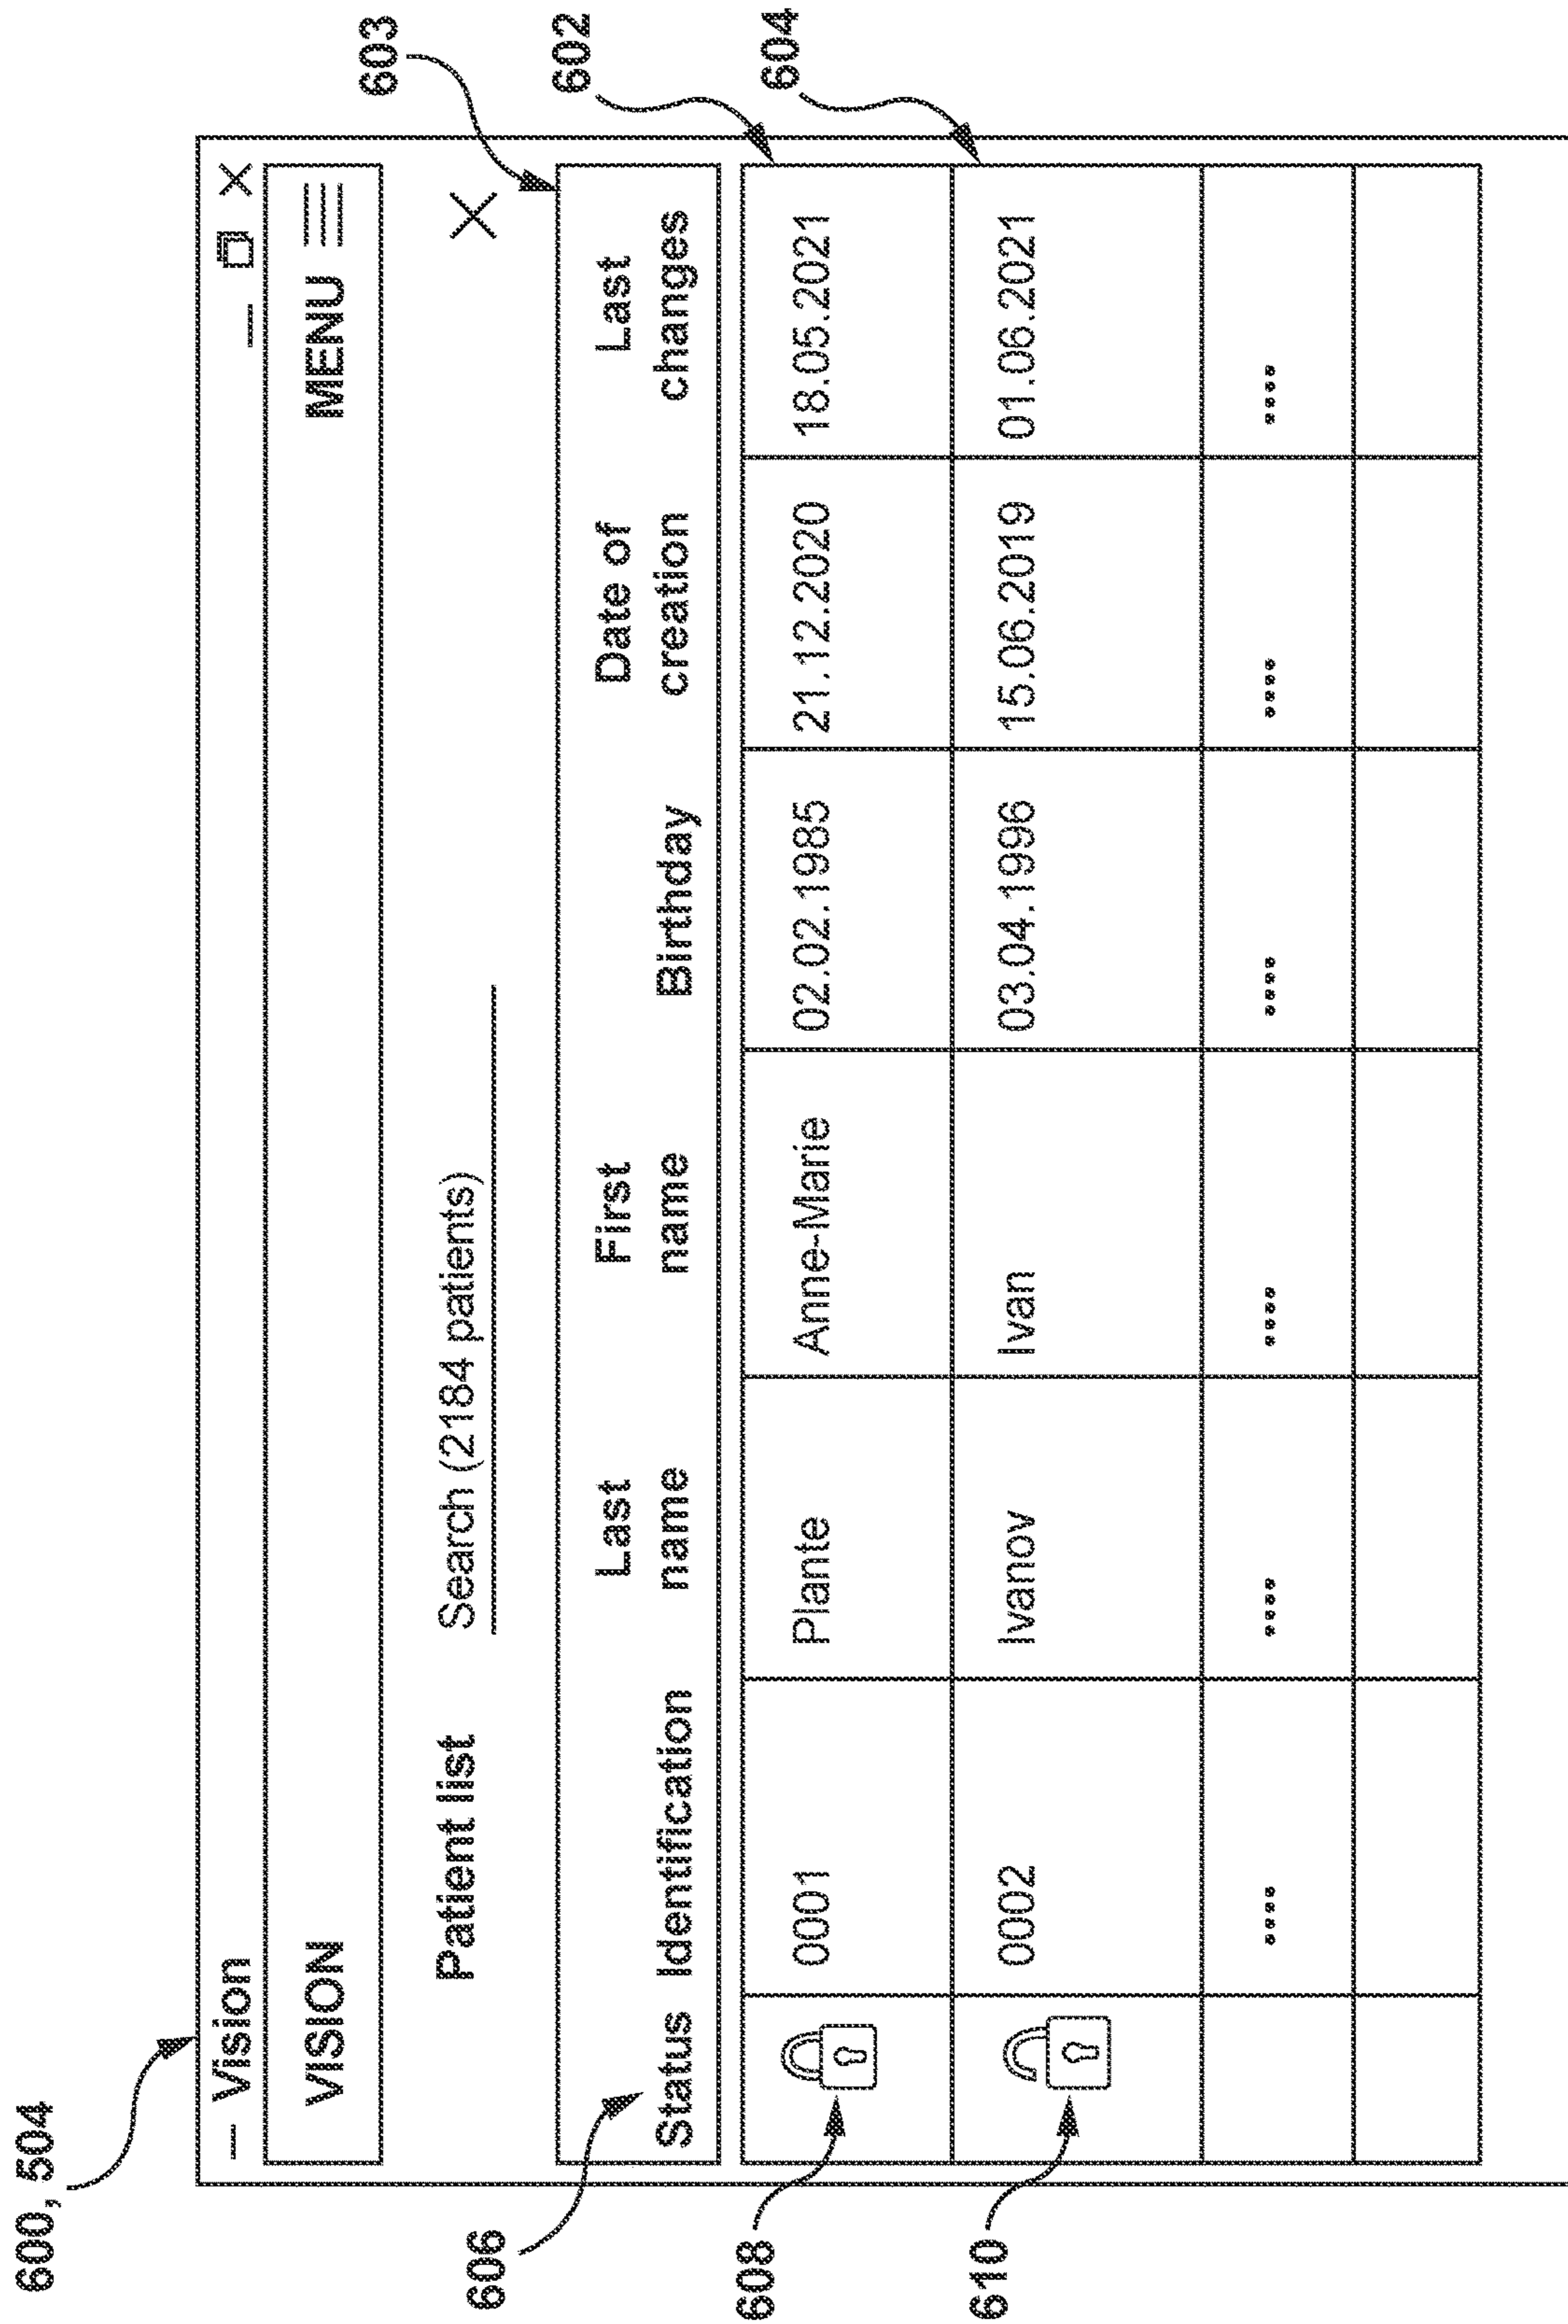 600, 504
— Vision
VISION
MENU
Patient list
Search (2184 patients)
603
606
Status
Identification
Last
name
First
name
Birthday
Date of
creation
Last
changes
602
608
0001
Plante
Anne-Marie
02.02.1985
21.12.2020
18.05.2021
604
610
0002
Ivanov
Ivan
03.04.1996
15.06.2019
01.06.2021
....
....
....
....
....
....